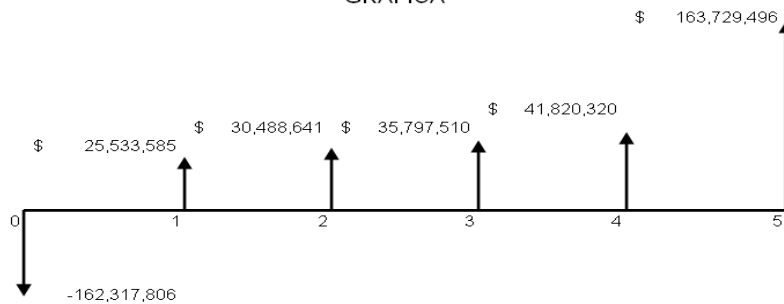 $ 163,729,496
$ 41,820,320
$ 30,488,641 $ 35,797,510
$ 25,533,585
0 1 2 3 4 5
-162,317,806